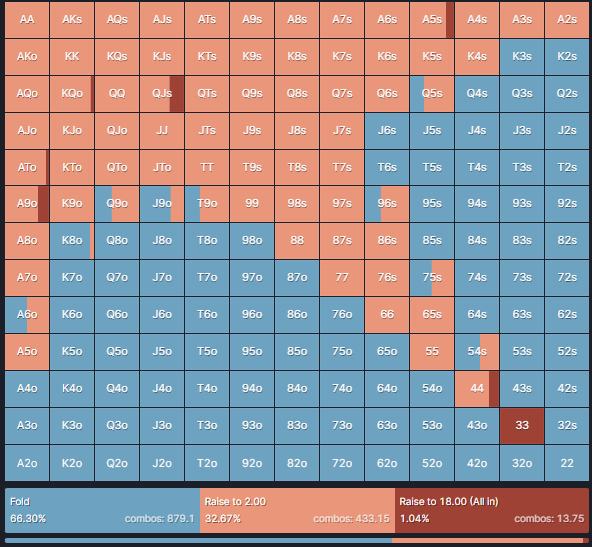 AA AKs AQs AJs ATs A9s A8s A7s A6s A5s A4s A3s A2s
AKo KK KQs KJs KTs K9s K8s K7s K6s K5s K4s K3s K2s
AQo KQo QQ QJs QTs Q9s Q8s Q7s Q6s Q5s Q4s Q3s Q2s
AJo KJo QJo JJ JTs J9s J8s J7s J6s J5s J4s J3s J2s
ATo KTo QTo JTo TT T9s T8s T7s T6s T5s T4s T3s T2s
A9o K9o Q9o J9o T9o 99 98s 97s 96s 95s 94s 93s 92s
A8o K8o Q8o J8o T8o 98o 88 87s 86s 85s 84s 83s 82s
A7o K7o Q7o J7o T7o 97o 87o 77 76s 75s 74s 73s 72s
A6o K6o Q6o J6o T6o 96o 86o 76o 66 65s 64s 63s 62s
A5o K5o Q5o J5o T5o 95o 85o 75o 65o 55 54s 53s 52s
A4o K4o Q4o J4o T4o 94o 84o 74o 64o 54o 44 43s 42s
A3o K3o Q3o J3o T3o 93o 83o 73o 63o 53o 43o 33 32s
A2o K2o Q2o J2o T2o 92o 82o 72o 62o 52o 42o 32o 22
Fold Raise to 2.00 Raise to 18.00 (All in)
66.30% combos: 879.1 32.67% combos: 433.15 1.04% combos: 13.75